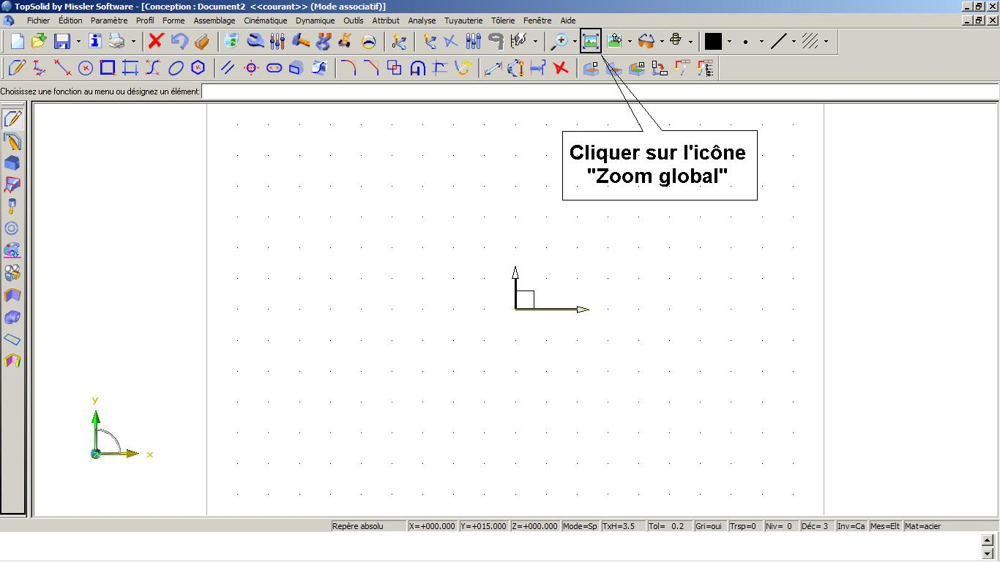 TopSolid by Missler Software - [Conception : Document2 <<courant>> (Mode associatif)]
Fichier Édition Paramètre Profil Forme Assemblage Cinématique Dynamique Outils Attribut Analyse Tuyauterie Tôlerie Fenêtre Aide
Choisissez une fonction au menu ou désignez un élément:
Cliquer sur l'icône
"Zoom global"
y
z
x
Repère absolu X=+000.000 Y=+015.000 Z=+000.000 Mode=Sp TxH=3.5 Tol= 0.2 Gri=oui Trsp=0 Niv= 0 Déc= 3 Inv=Ca Mes=Elt Mat=acier